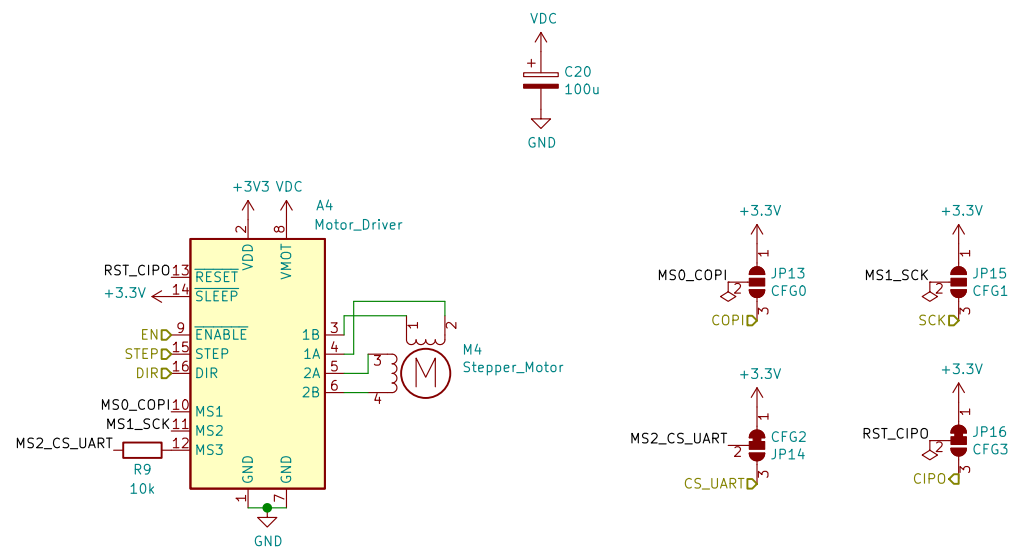 VDC
+
C20
100u
GND
+3V3 VDC
A4
Motor_Driver
2
8
VDD
VMOT
RST_CIPO 13 RESET
+3.3V 14 SLEEP
EN 9 ENABLE
STEP 15 STEP
DIR 16 DIR
MS0_COPI 10 MS1
MS1_SCK 11 MS2
MS2_CS_UART 12 MS3
R9
10k
1B 3
1A 4
2A 5
2B 6
GND
GND
1
7
GND
1
2
3
4
M
M4
Stepper_Motor
+3.3V
1
MS0_COPI
2
JP13
CFG0
3
COPI
+3.3V
1
MS1_SCK
2
JP15
CFG1
3
SCK
+3.3V
1
MS2_CS_UART
2
CFG2
JP14
3
CS_UART
+3.3V
1
RST_CIPO
2
JP16
CFG3
3
CIPO